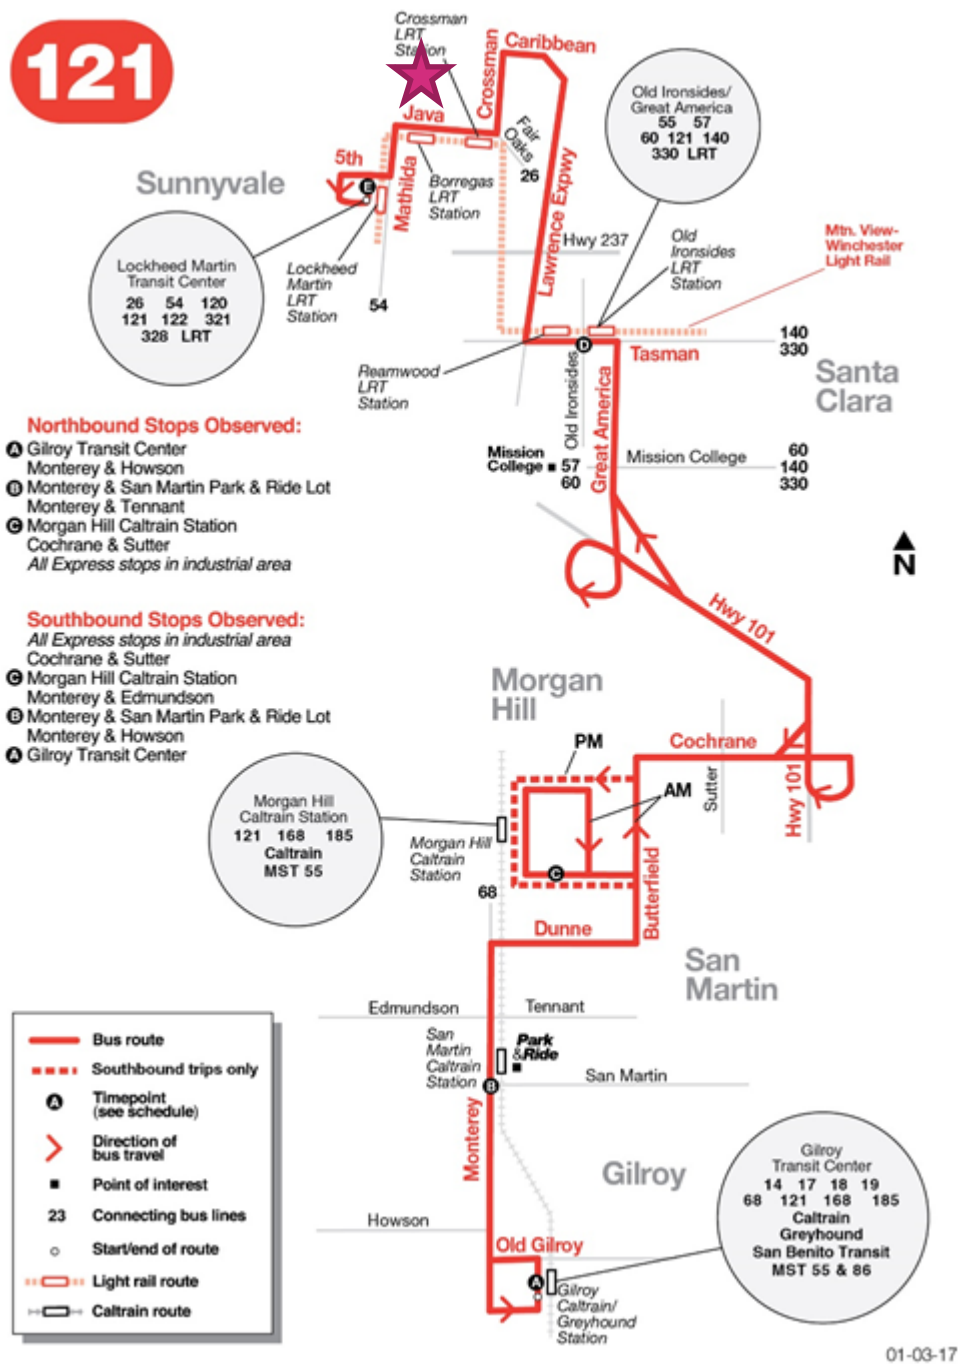 121
Crossman
LRT
Station
Caribbean
Crossman
Java
Fair
Oaks
26
Lawrence Expwy
Old Ironsides/
Great America
55 57
60 121 140
330 LRT
5th
Sunnyvale
Mathilda
Borregas
LRT
Station
Hwy 237
Old
Ironsides
LRT
Station
Mtn. View-
Winchester
Light Rail
E
Lockheed Martin
Transit Center
26 54 120
121 122 321
328 LRT
Lockheed
Martin
LRT
Station
54
140
330
D
Tasman
Reamwood
LRT
Station
Old Ironsides
Great America
Santa
Clara
Mission
College
57
60
Mission College
60
140
330
Northbound Stops Observed:
A Gilroy Transit Center
Monterey & Howson
B Monterey & San Martin Park & Ride Lot
Monterey & Tennant
C Morgan Hill Caltrain Station
Cochrane & Sutter
All Express stops in industrial area
N
Southbound Stops Observed:
All Express stops in industrial area
Cochrane & Sutter
C Morgan Hill Caltrain Station
Monterey & Edmundson
B Monterey & San Martin Park & Ride Lot
Monterey & Howson
A Gilroy Transit Center
Hwy 101
Morgan
Hill
PM
Cochrane
AM
Sutter
Hwy 101
Morgan Hill
Caltrain Station
121 168 185
Caltrain
MST 55
Morgan Hill
Caltrain
Station
C
68
Butterfield
Dunne
San
Martin
Edmundson
Tennant
San
Martin
Caltrain
Station
Park
&Ride
B
San Martin
Monterey
Gilroy
Howson
Old Gilroy
A
Gilroy
Caltrain/
Greyhound
Station
Gilroy
Transit Center
14 17 18 19
68 121 168 185
Caltrain
Greyhound
San Benito Transit
MST 55 & 86
Bus route
Southbound trips only
A Timepoint
(see schedule)
Direction of
bus travel
Point of interest
23 Connecting bus lines
Start/end of route
Light rail route
Caltrain route
01-03-17